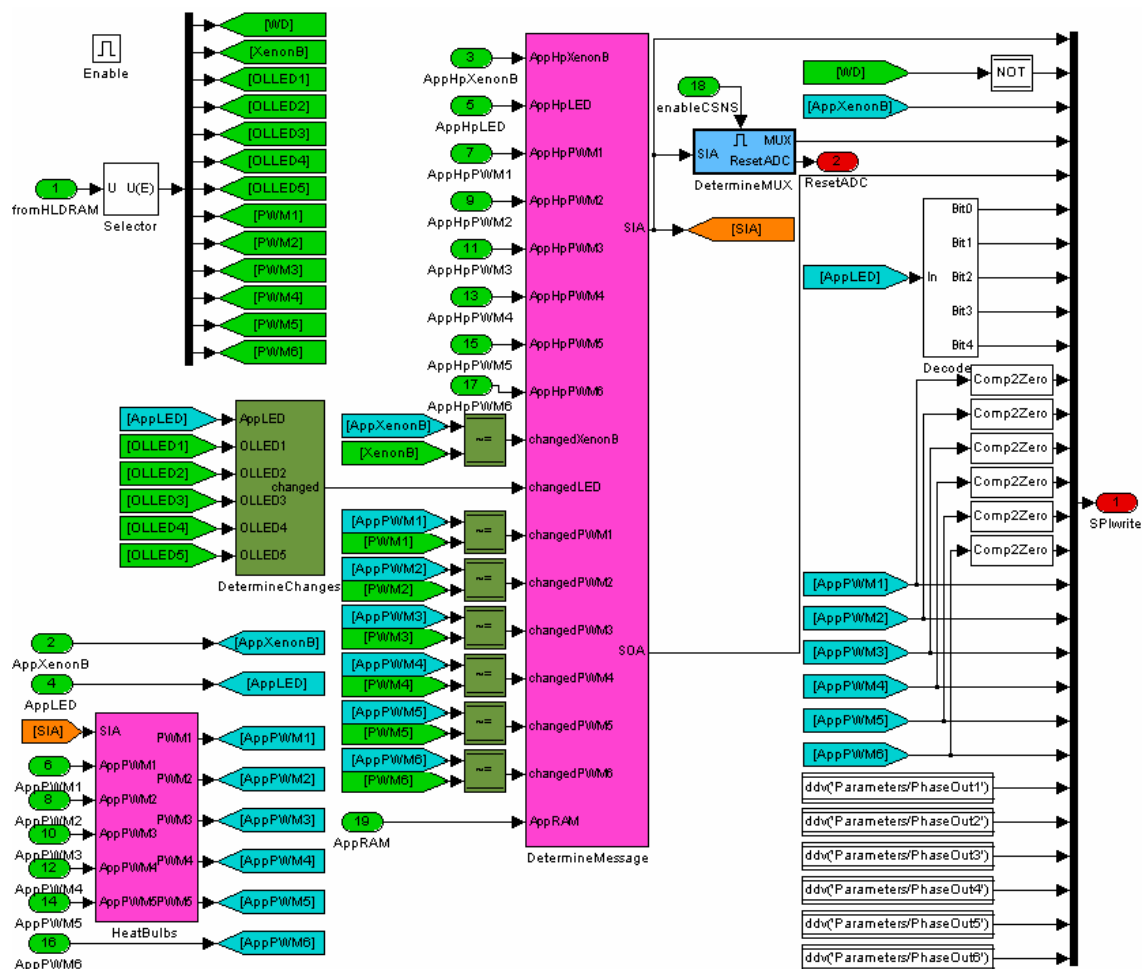 Enable
1
fromHLDRAM
U U(E)
Selector
[WD]
[XenonB]
[OLLED1]
[OLLED2]
[OLLED3]
[OLLED4]
[OLLED5]
[PWM1]
[PWM2]
[PWM3]
[PWM4]
[PWM5]
[PWM6]
[AppLED]
[OLLED1]
[OLLED2]
[OLLED3]
[OLLED4]
[OLLED5]
AppLED
OLLED1
OLLED2
changed
OLLED3
OLLED4
OLLED5
DetermineChanges
2
AppXenonB
[AppXenonB]
4
AppLED
[AppLED]
[SIA]
6
AppPWM1
8
AppPWM2
10
AppPWM3
12
AppPWM4
14
AppPWM5
16
AppPWM6
SIA
PWM1
AppPWM1
PWM2
AppPWM2
PWM3
AppPWM3
PWM4
AppPWM4
AppPWM5PWM5
HeatBulbs
[AppPWM1]
[AppPWM2]
[AppPWM3]
[AppPWM4]
[AppPWM5]
[AppPWM6]
3
AppHpXenonB
5
AppHpLED
7
AppHpPWM1
9
AppHpPWM2
11
AppHpPWM3
13
AppHpPWM4
15
AppHpPWM5
17
AppHpPWM6
[AppXenonB]
[XenonB]
~=
[AppPWM1]
[PWM1]
~=
[AppPWM2]
[PWM2]
~=
[AppPWM3]
[PWM3]
~=
[AppPWM4]
[PWM4]
~=
[AppPWM5]
[PWM5]
~=
[AppPWM6]
[PWM6]
~=
19
AppRAM
AppHpXenonB
AppHpLED
AppHpPWM1
AppHpPWM2
SIA
AppHpPWM3
AppHpPWM4
AppHpPWM5
AppHpPWM6
changedXenonB
changedLED
changedPWM1
changedPWM2
changedPWM3
SOA
changedPWM4
changedPWM5
changedPWM6
AppRAM
DetermineMessage
18
enableCSNS
SIA
MUX
ResetADC
DetermineMUX
2
ResetADC
[SIA]
[WD]
NOT
[AppXenonB]
[AppLED]
In
Bit0
Bit1
Bit2
Bit3
Bit4
Decode
Comp2Zero
Comp2Zero
Comp2Zero
Comp2Zero
Comp2Zero
Comp2Zero
[AppPWM1]
[AppPWM2]
[AppPWM3]
[AppPWM4]
[AppPWM5]
[AppPWM6]
ddv('Parameters/PhaseOut1')
ddv('Parameters/PhaseOut2')
ddv('Parameters/PhaseOut3')
ddv('Parameters/PhaseOut4')
ddv('Parameters/PhaseOut5')
ddv('Parameters/PhaseOut6')
1
SPIwrite